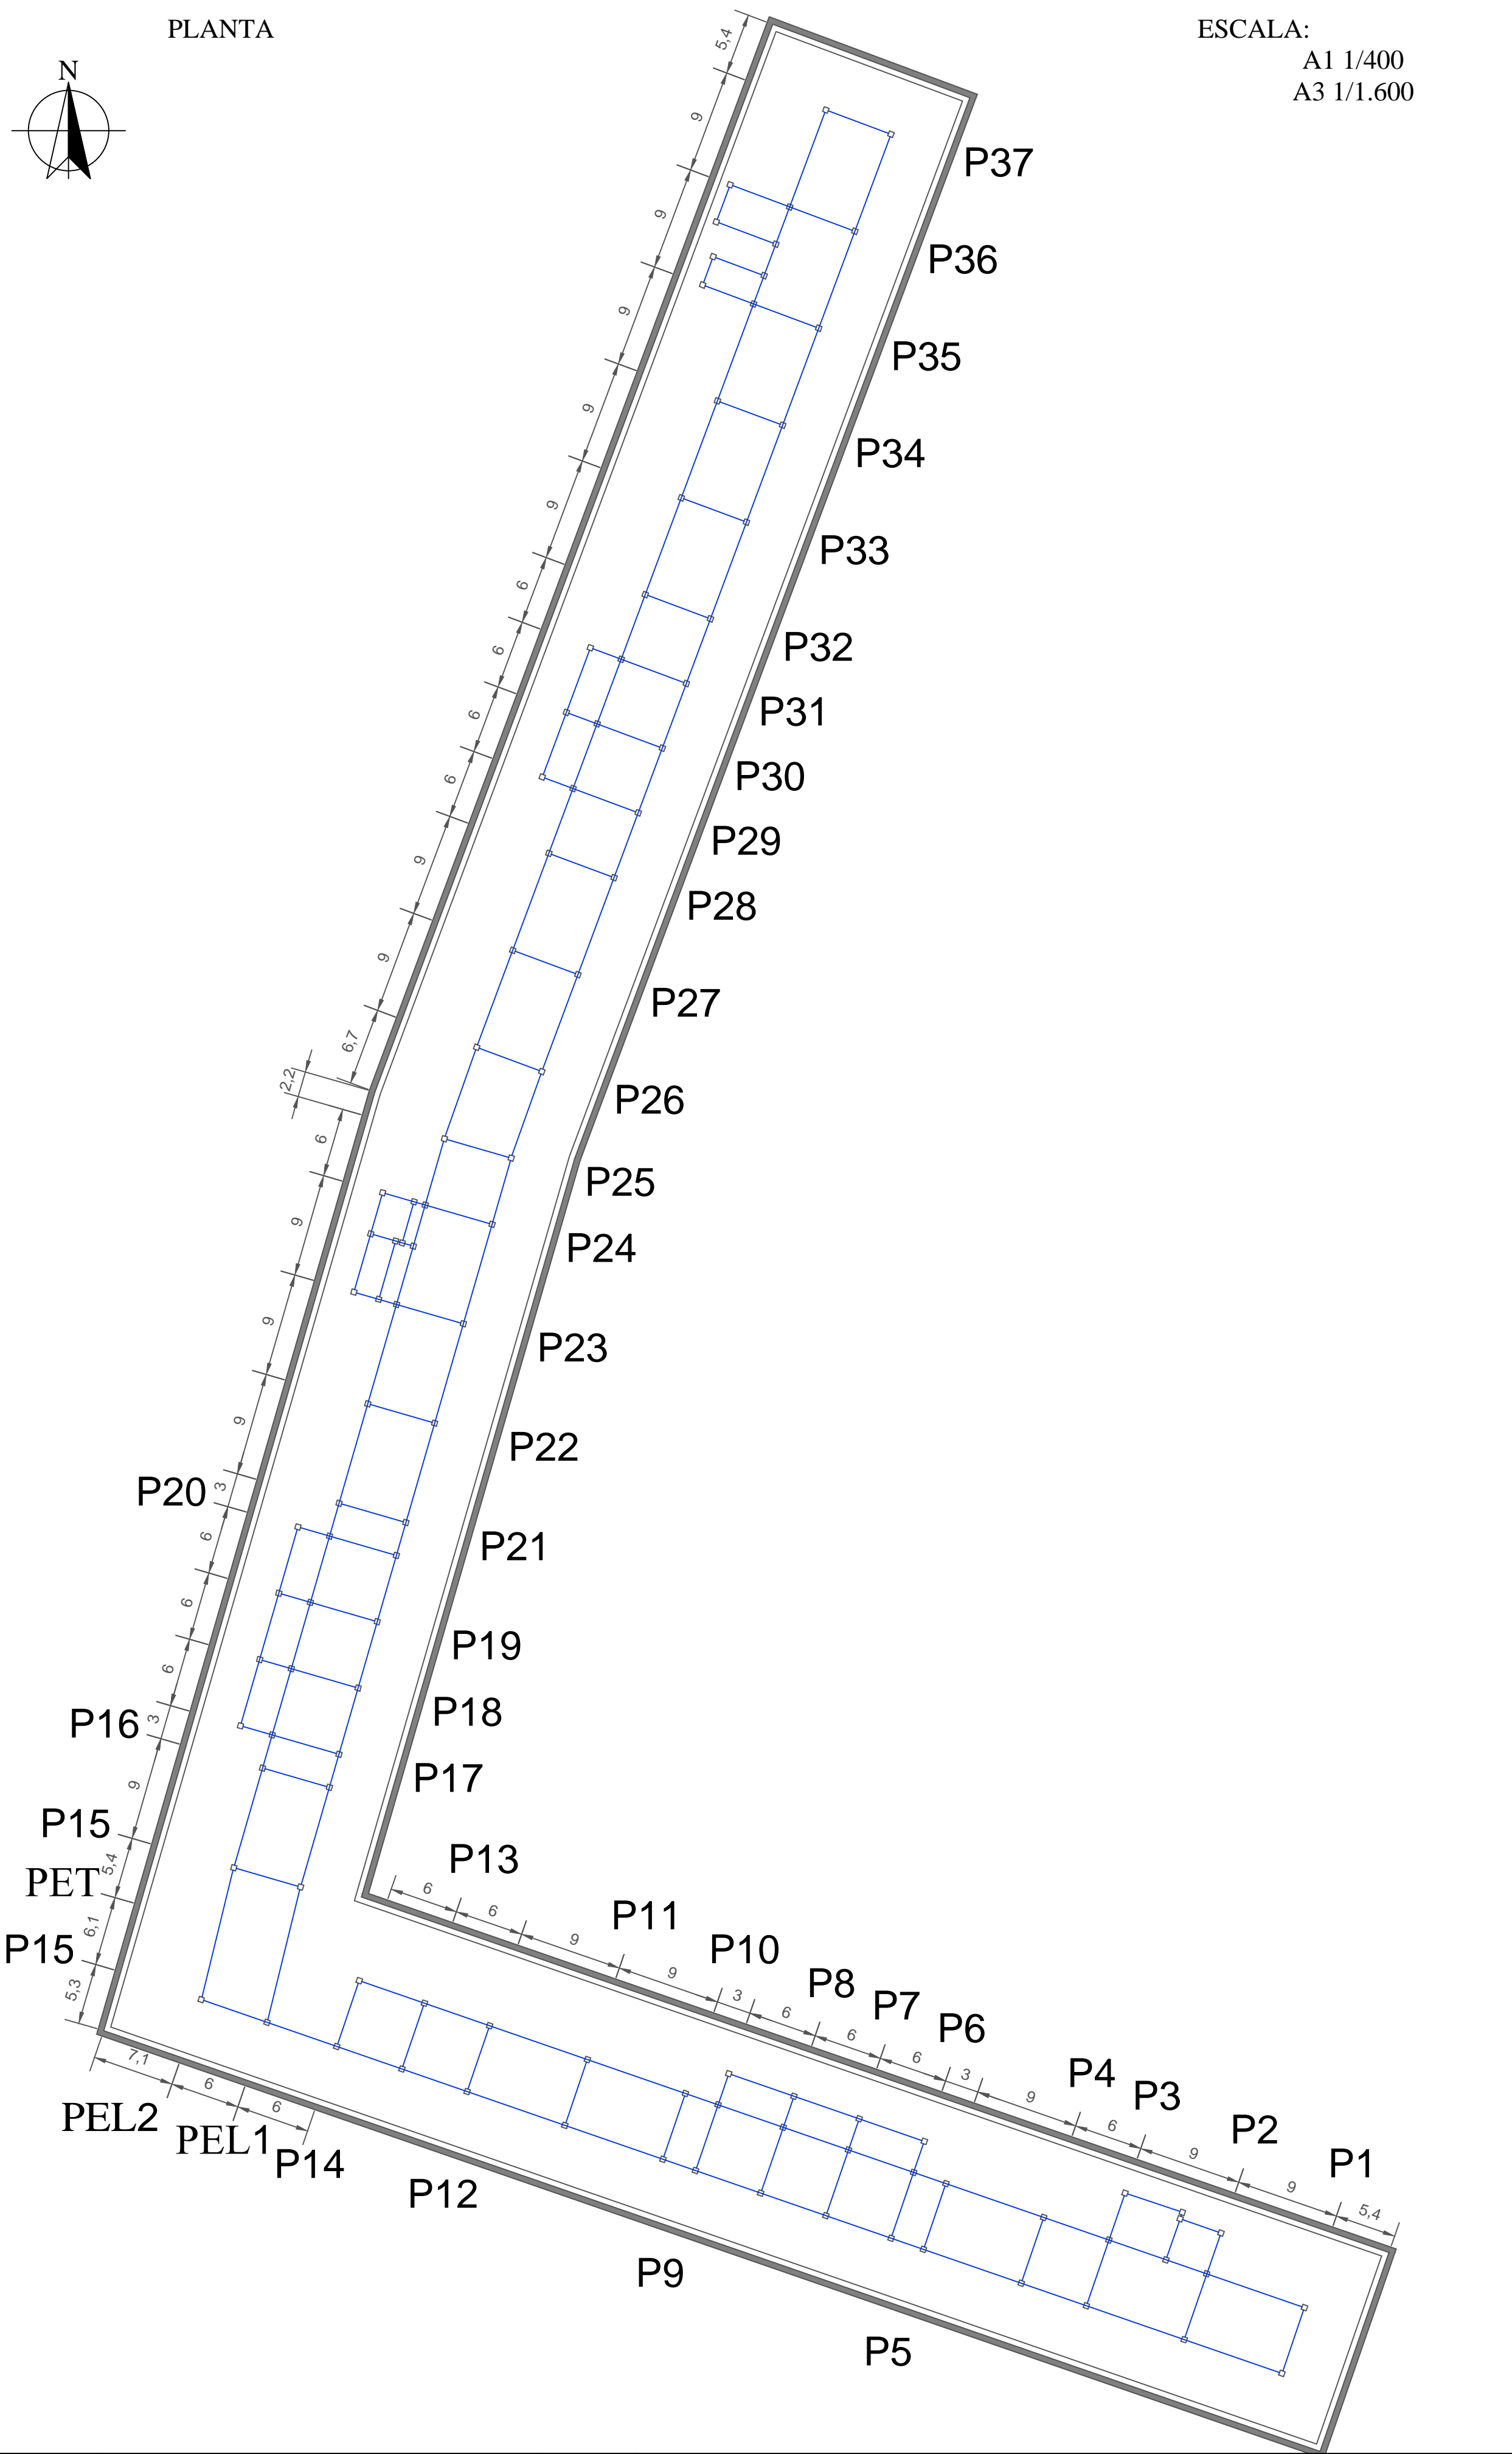 PLANTA
ESCALA:
A1 1/400
A3 1/1.600
N
5,4
9
9
9
9
9
6
6
6
6
9
9
6,7
2,2
6
9
9
9
3
6
6
6
3
9
5,4
6,1
5,3
P37
P36
P35
P34
P33
P32
P31
P30
P29
P28
P27
P26
P25
P24
P23
P22
P21
P20
P19
P18
P17
P16
P15
PET
P15
P13
P11
P10
P8
P7
P6
P4
P3
P2
P1
6
6
9
9
3
6
6
6
3
9
6
9
9
5,4
7,1
6
6
PEL2
PEL1
P14
P12
P9
P5